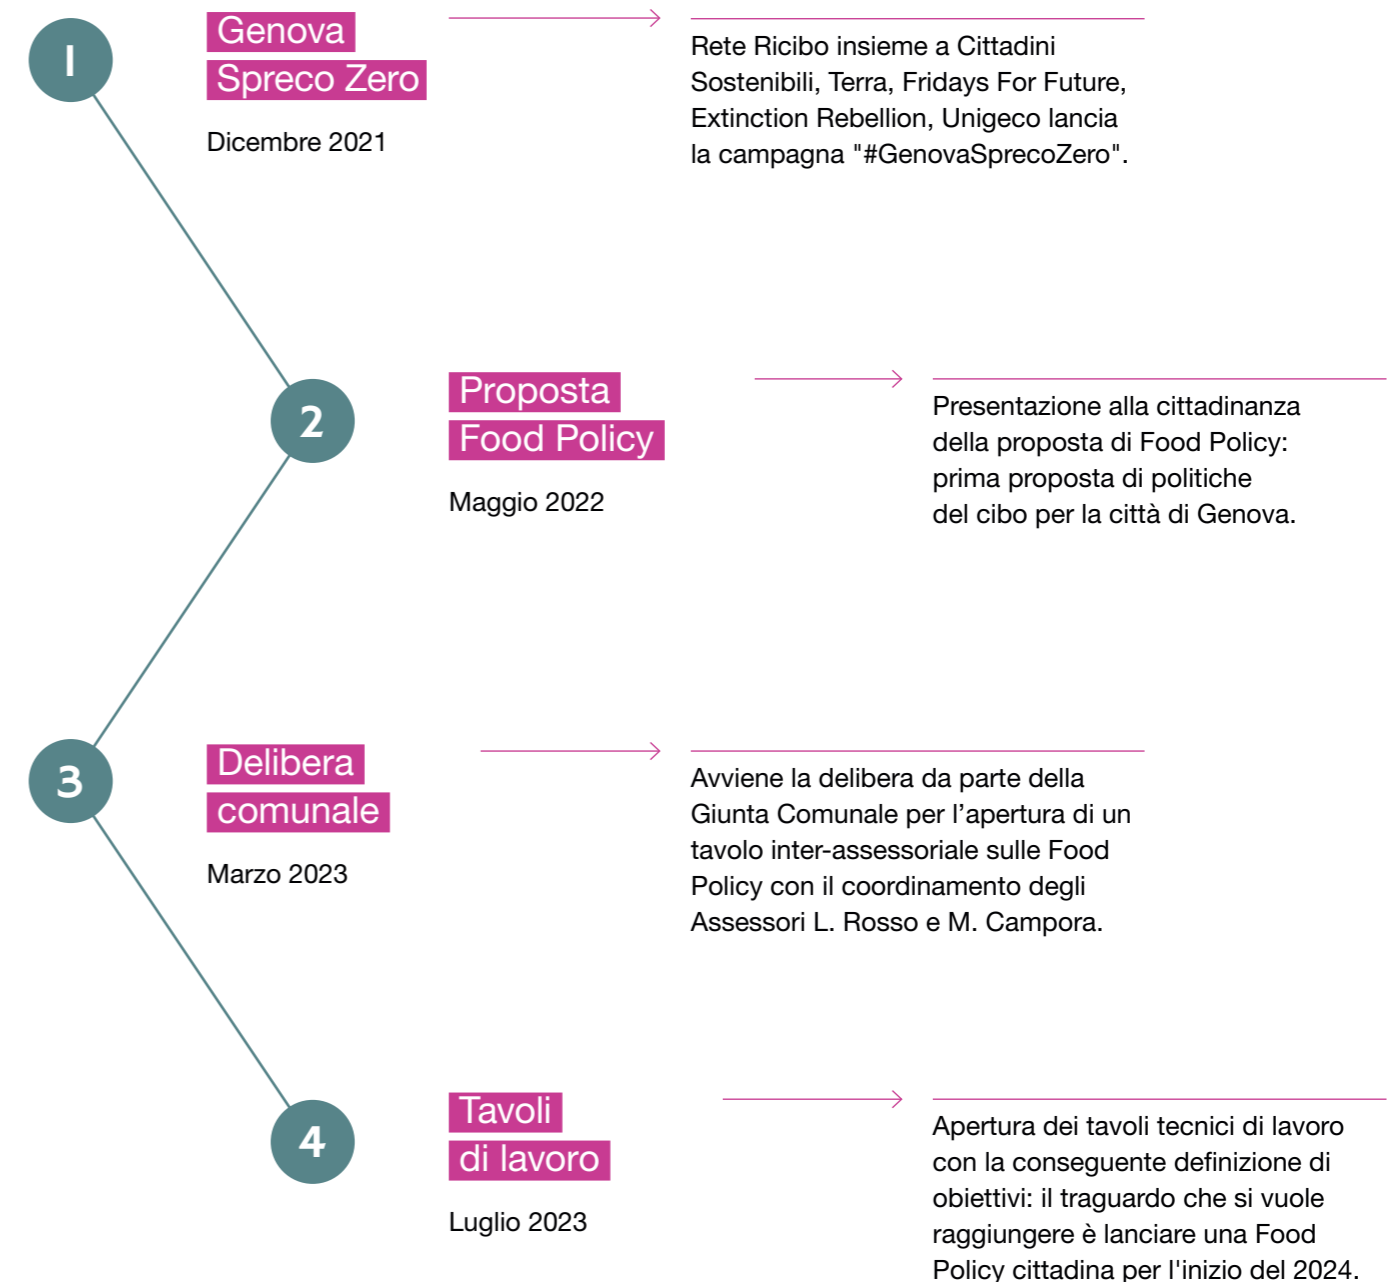 1
Genova
Spreco Zero
Dicembre 2021
Rete Ricibo insieme a Cittadini
Sostenibili, Terra, Fridays For Future,
Extinction Rebellion, Unigeco lancia
la campagna "#GenovaSprecoZero".
2
Proposta
Food Policy
Maggio 2022
Presentazione alla cittadinanza
della proposta di Food Policy:
prima proposta di politiche
del cibo per la città di Genova.
3
Delibera
comunale
Marzo 2023
Avviene la delibera da parte della
Giunta Comunale per l’apertura di un
tavolo inter-assessoriale sulle Food
Policy con il coordinamento degli
Assessori L. Rosso e M. Campora.
4
Tavoli
di lavoro
Luglio 2023
Apertura dei tavoli tecnici di lavoro
con la conseguente definizione di
obiettivi: il traguardo che si vuole
raggiungere è lanciare una Food
Policy cittadina per l'inizio del 2024.